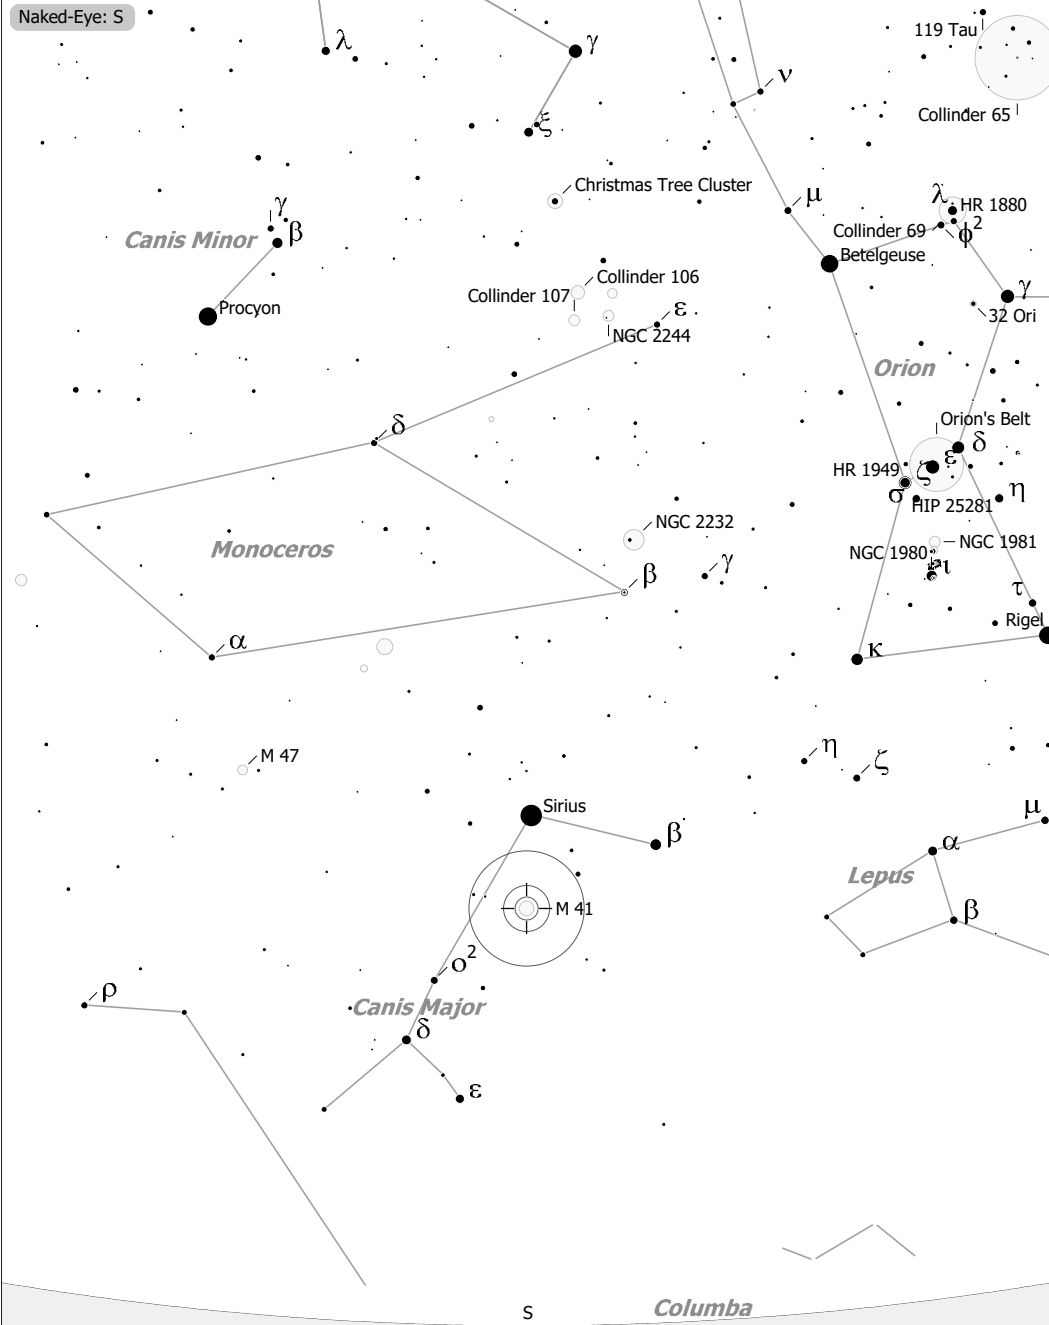 Naked-Eye: S
119 Tau
λ
γ
ν
Collinder 65
ξ
Christmas Tree Cluster
μ
λ
HR 1880
γ
β
Canis Minor
Collinder 69
ϕ2
Betelgeuse
Collinder 106
γ
Collinder 107
Procyon
ε
32 Ori
NGC 2244
Orion
Orion's Belt
δ
δ
ε
HR 1949
ζ
σ
HIP 25281
η
NGC 2232
Monoceros
NGC 1981
NGC 1980
ι
γ
β
τ
Rigel
α
κ
η
M 47
ζ
Sirius
μ
β
α
Lepus
M 41
β
ο2
ρ
Canis Major
δ
ε
S
Columba